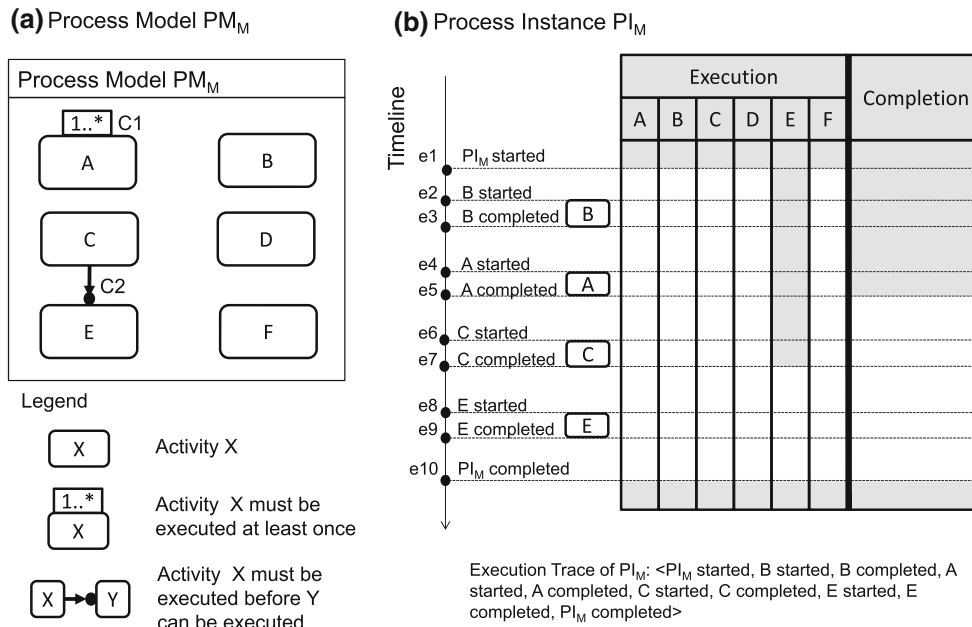 (a) Process Model PM_M
Process Model PM_M
1..* C1
A
B
C
D
C2
E
F
Legend
X
Activity X
1..*
X
Activity X must be
executed at least once
X Y
Activity X must be
executed before Y
can be executed
(b) Process Instance PI_M
Timeline
Execution
Completion
A B C D E F
e1 PI_M started
e2 B started
e3 B completed
B
e4 A started
e5 A completed
A
e6 C started
e7 C completed
C
e8 E started
e9 E completed
E
e10 PI_M completed
Execution Trace of PI_M: <PI_M started, B started, B completed, A
started, A completed, C started, C completed, E started, E
completed, PI_M completed>